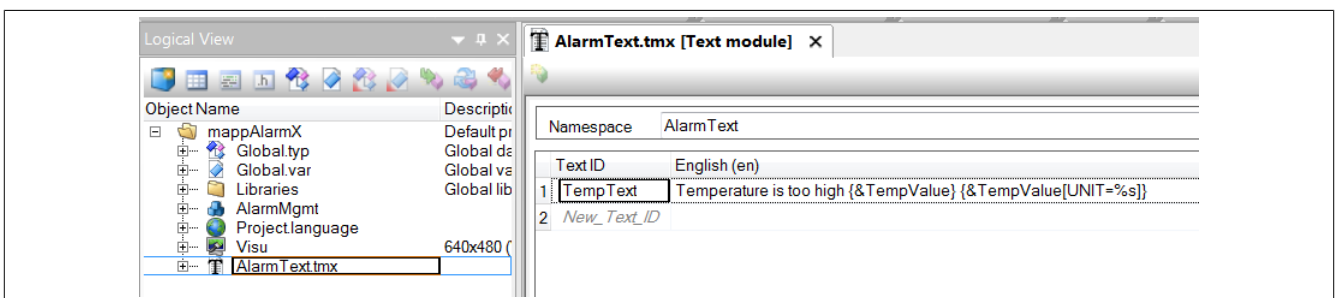 Logical View
AlarmText.tmx [Text module]
Object Name Descriptio
mappAlarmX Default pr
Global.typ Global da
Global.var Global va
Libraries Global lib
AlarmMgmt
Project.language
Visu 640x480 (
AlarmText.tmx
Namespace AlarmText
Text ID English (en)
1 TempText Temperature is too high {&TempValue} {&TempValue[UNIT=%s]}
2 New_Text_ID